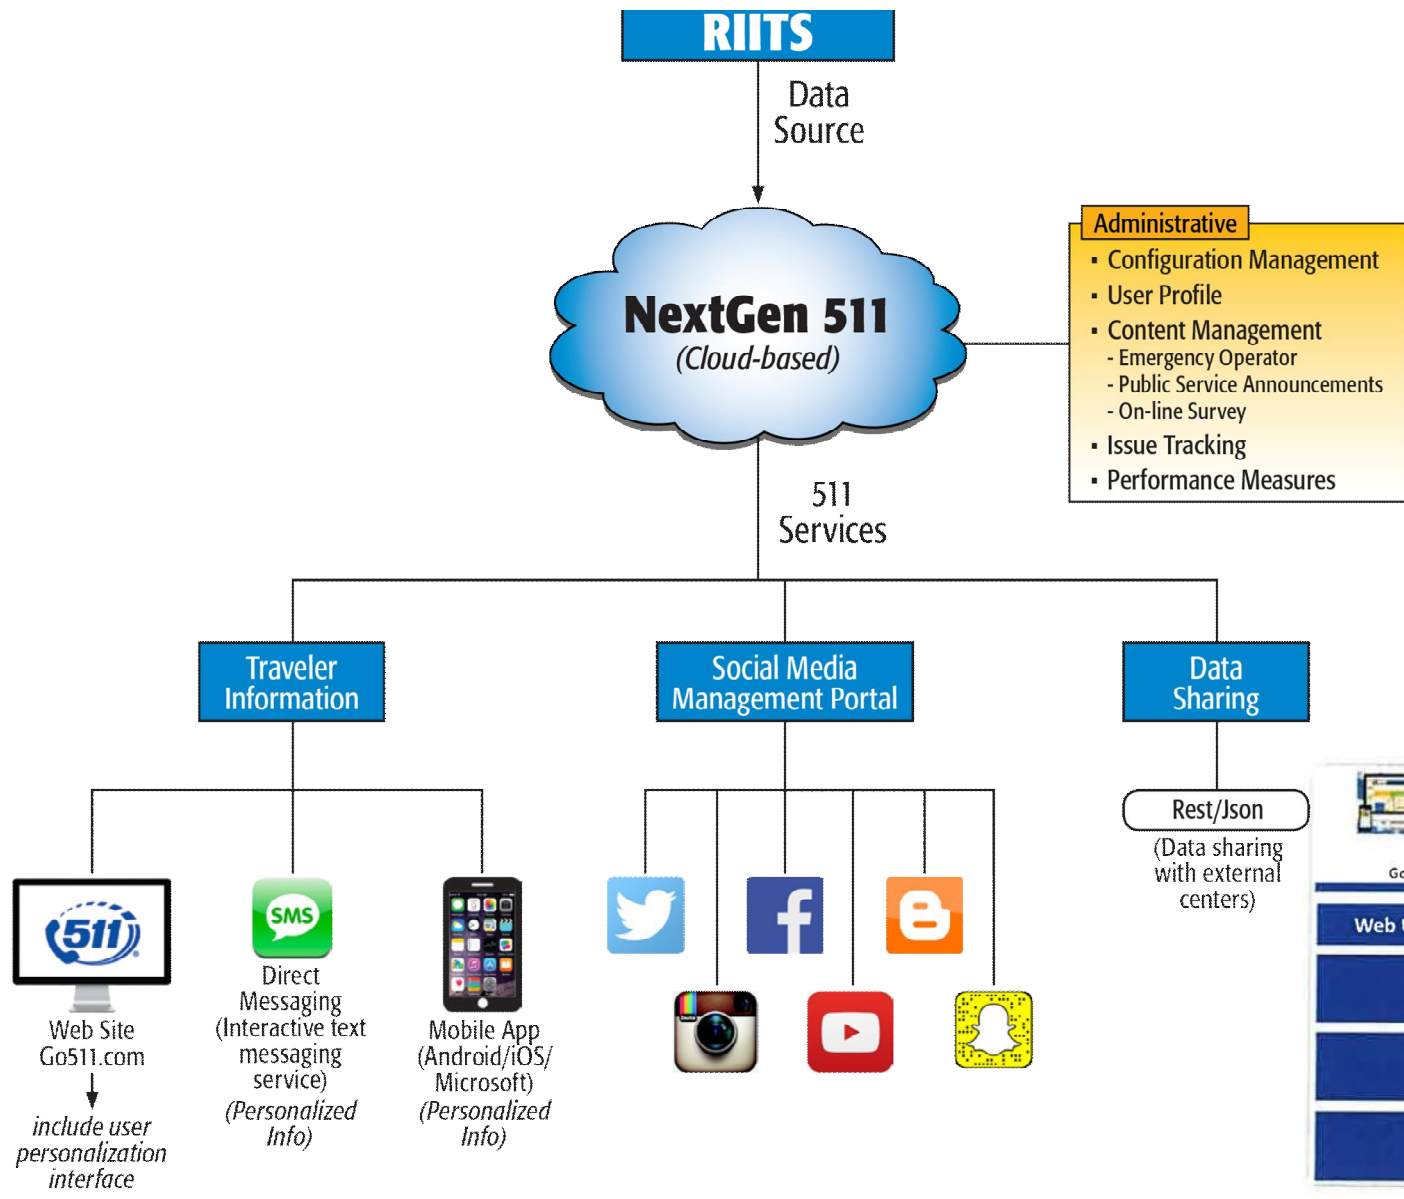 RIITS
Data
Source
NextGen 511
(Cloud-based)
Administrative
▪ Configuration Management
▪ User Profile
▪ Content Management
- Emergency Operator
- Public Service Announcements
- On-line Survey
▪ Issue Tracking
▪ Performance Measures
511
Services
Traveler
Information
Social Media
Management Portal
Data
Sharing
Rest/Json
(Data sharing
with external
centers)
511
Web Site
Go511.com
include user
personalization
interface
SMS
Direct
Messaging
(Interactive text
messaging
service)
(Personalized
Info)
Mobile App
(Android/iOS/
Microsoft)
(Personalized
Info)
Go
Web